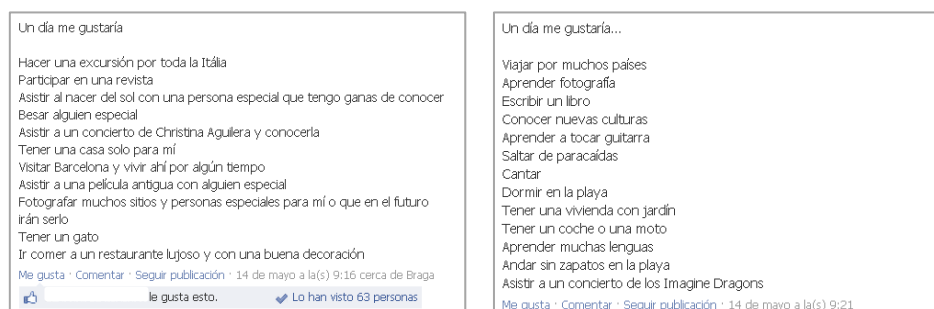 Un día me gustaría
Hacer una excursión por toda la Itália
Participar en una revista
Asistir al nacer del sol con una persona especial que tengo ganas de conocer
Besar alguien especial
Asistir a un concierto de Christina Aguilera y conocerla
Tener una casa solo para mí
Visitar Barcelona y vivir ahí por algún tiempo
Asistir a una película antigua con alguien especial
Fotografar muchos sitios y personas especiales para mí o que en el futuro
irán serlo
Tener un gato
Ir comer a un restaurante lujoso y con una buena decoración
Me gusta · Comentar · Seguir publicación · 14 de mayo a la(s) 9:16 cerca de Braga
le gusta esto. Lo han visto 63 personas
Un día me gustaría...
Viajar por muchos países
Aprender fotografía
Escribir un libro
Conocer nuevas culturas
Aprender a tocar guitarra
Saltar de paracaídas
Cantar
Dormir en la playa
Tener una vivienda con jardín
Tener un coche o una moto
Aprender muchas lenguas
Andar sin zapatos en la playa
Asistir a un concierto de los Imagine Dragons
Me gusta · Comentar · Seguir publicación · 14 de mayo a la(s) 9:21